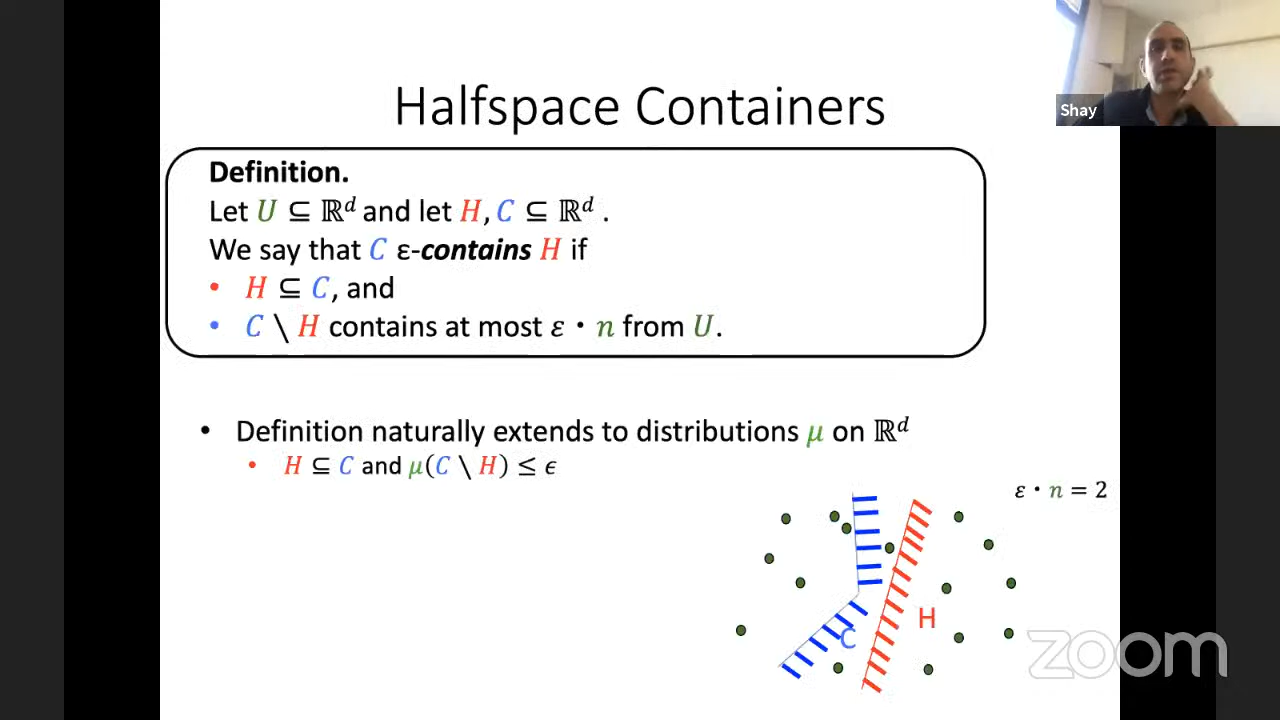 Halfspace Containers
Shay
Definition.
Let U ⊆ ℝᵈ and let H, C ⊆ ℝᵈ .
We say that C ε-contains H if
• H ⊆ C, and
• C \ H contains at most ε · n from U.
• Definition naturally extends to distributions μ on ℝᵈ
• H ⊆ C and μ(C \ H) ≤ ϵ
ε · n = 2
H
C
zoom